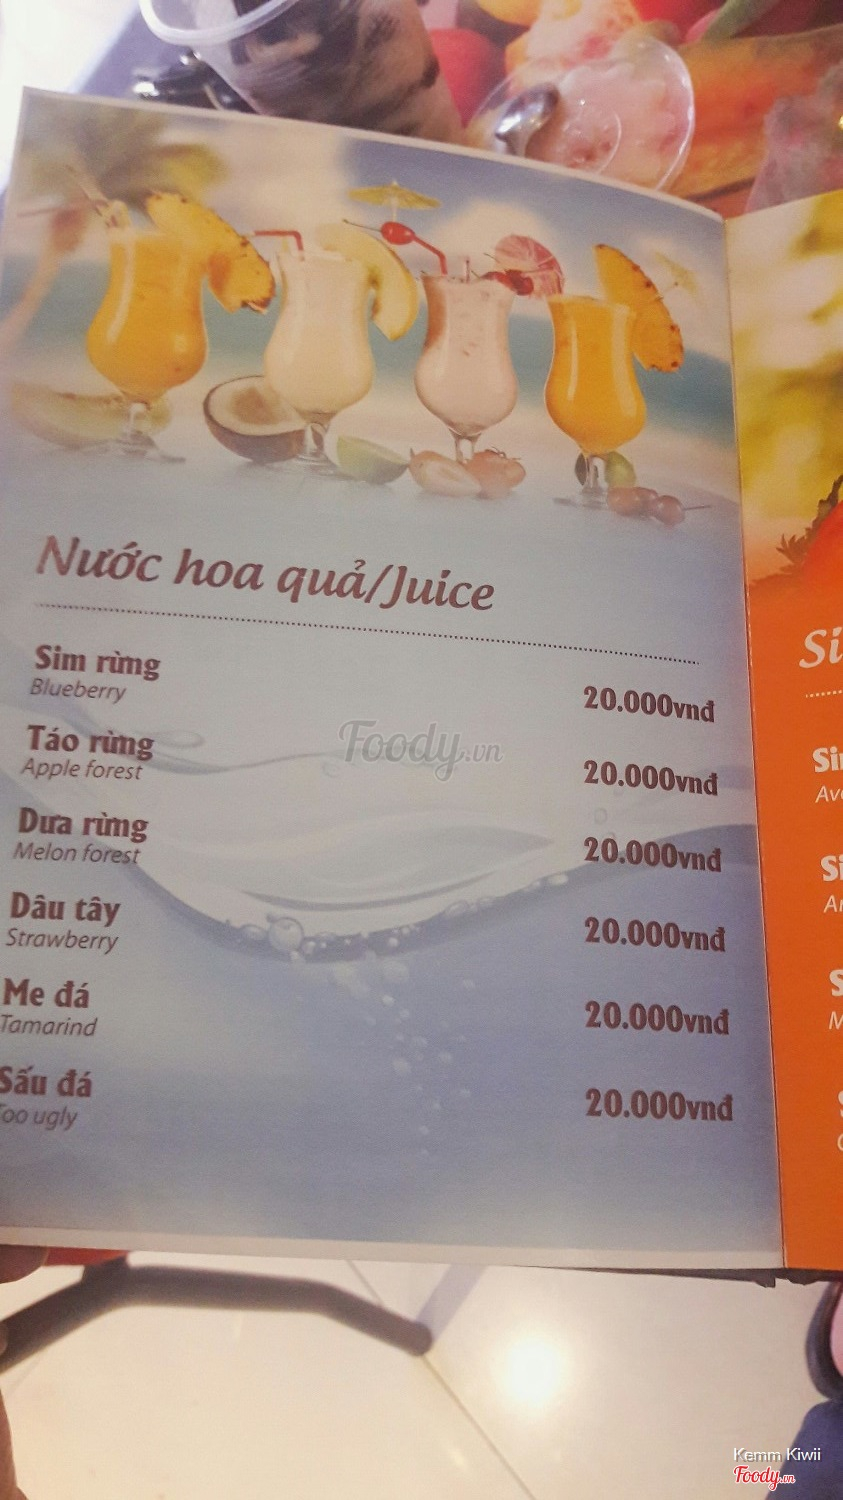 Nước hoa quả/Juice
Sim rừng
Blueberry
20.000vnđ
Táo rừng
Apple forest
20.000vnđ
Dưa rừng
Melon forest
20.000vnđ
Dâu tây
Strawberry
20.000vnđ
Me đá
Tamarind
20.000vnđ
Sấu đá
Too ugly
20.000vnđ
Foody.vn
Kemm Kiwii
Foody.vn